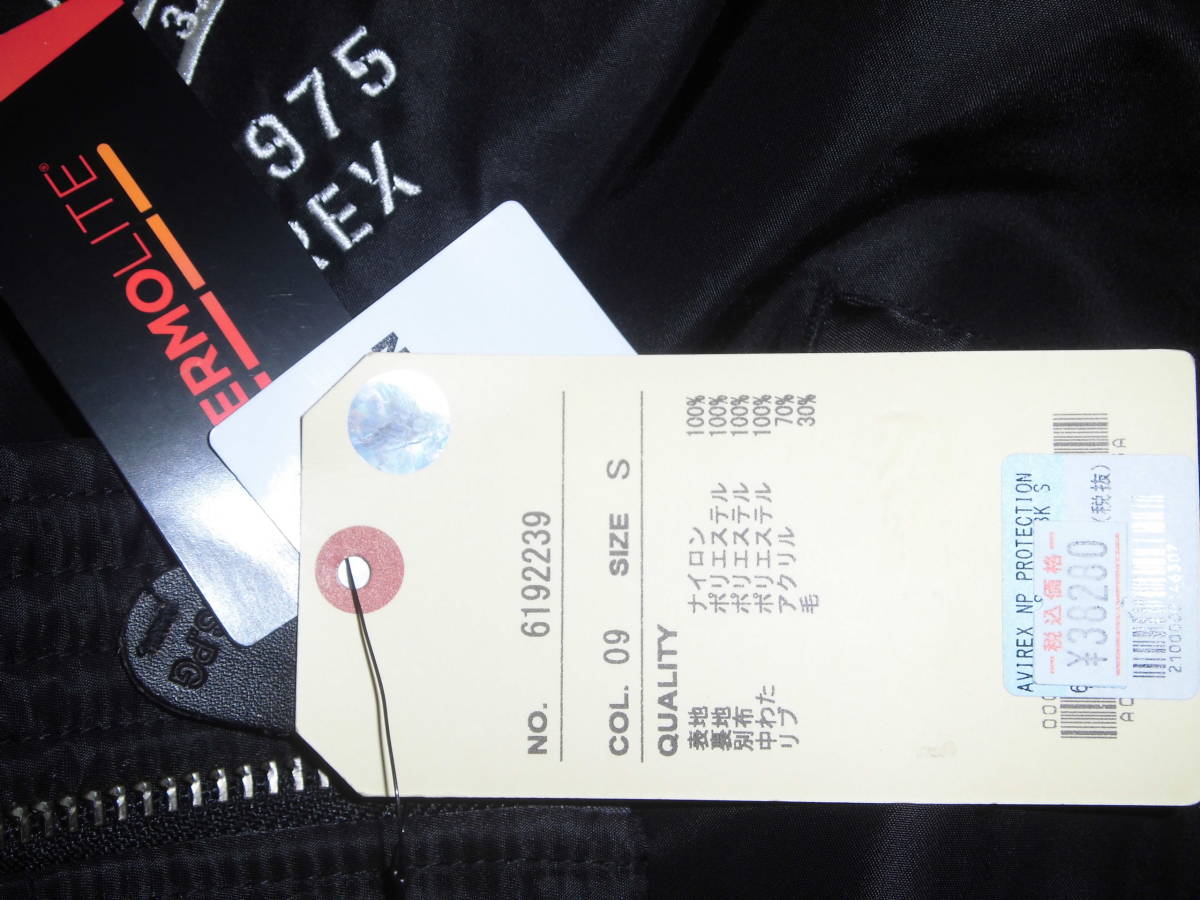 975
REX
ERMOLITE®
SPG
NO. 6192239
COL. 09 SIZE S
QUALITY
表地 ナイロン 100%
裏地 ポリエステル 100%
別布 ポリエステル 100%
中わた ポリエステル 100%
リブ アクリル 70%
毛 30%
AVIREX NP PROTECTION
BK S
(税抜)
税込価格
¥38280